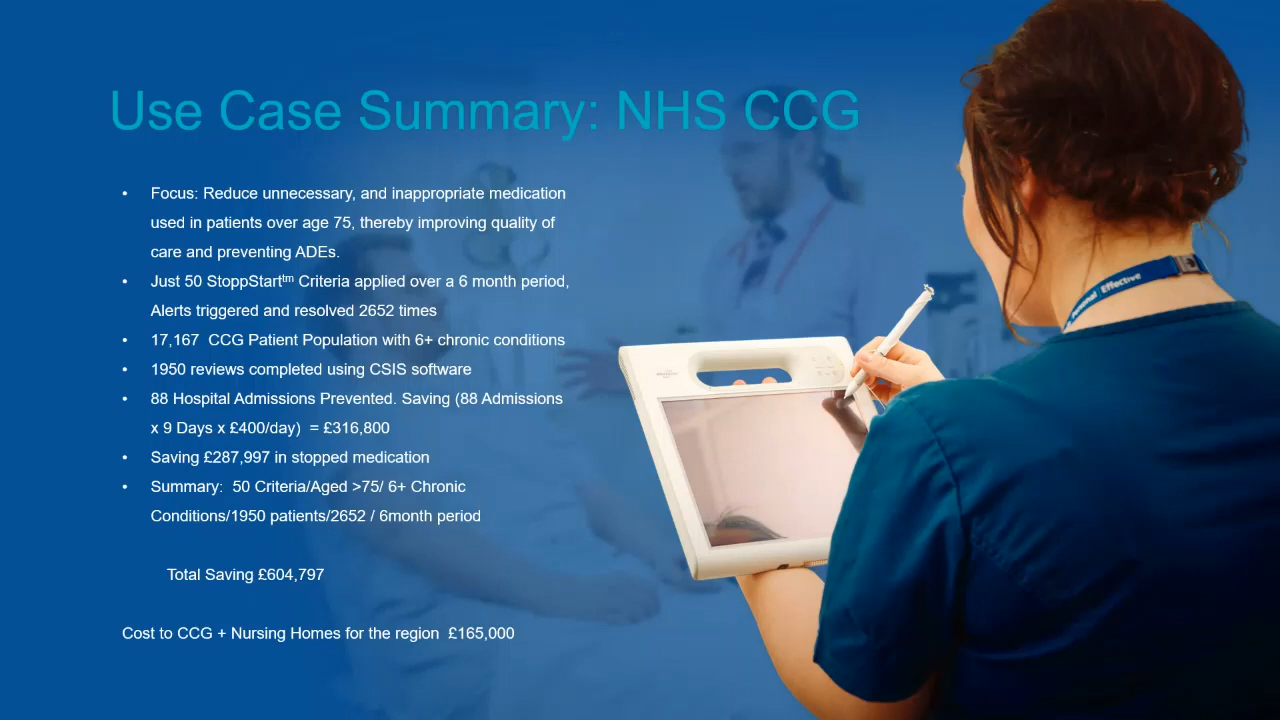 Use Case Summary: NHS CCG
• Focus: Reduce unnecessary, and inappropriate medication
used in patients over age 75, thereby improving quality of
care and preventing ADEs.
• Just 50 StoppStart™ Criteria applied over a 6 month period,
Alerts triggered and resolved 2652 times
• 17,167  CCG Patient Population with 6+ chronic conditions
• 1950 reviews completed using CSIS software
• 88 Hospital Admissions Prevented. Saving (88 Admissions
x 9 Days x £400/day)  = £316,800
• Saving £287,997 in stopped medication
• Summary:  50 Criteria/Aged >75/ 6+ Chronic
Conditions/1950 patients/2652 / 6month period
Total Saving £604,797
Cost to CCG + Nursing Homes for the region  £165,000
Effective